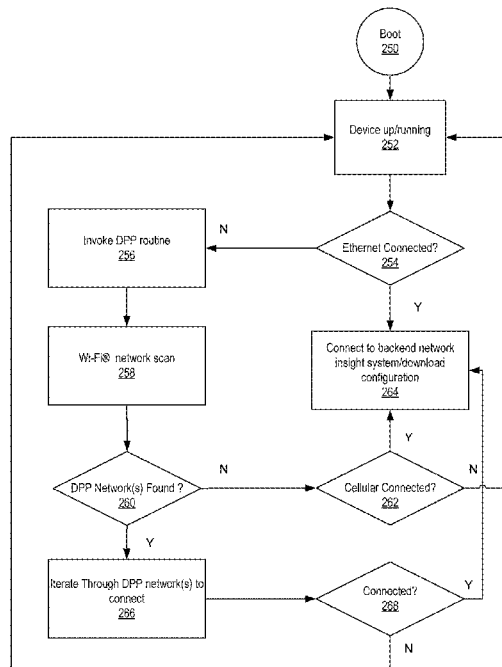 Boot
250
Device up/running
252
Ethernet Connected?
254
N
Y
Invoke DPP routine
256
Wi-Fi® network scan
258
Connect to backend network
insight system/download
configuration
264
DPP Network(s) Found ?
260
N
Y
Cellular Connected?
262
Y
N
Iterate Through DPP network(s) to
connect
266
Connected?
268
Y
N